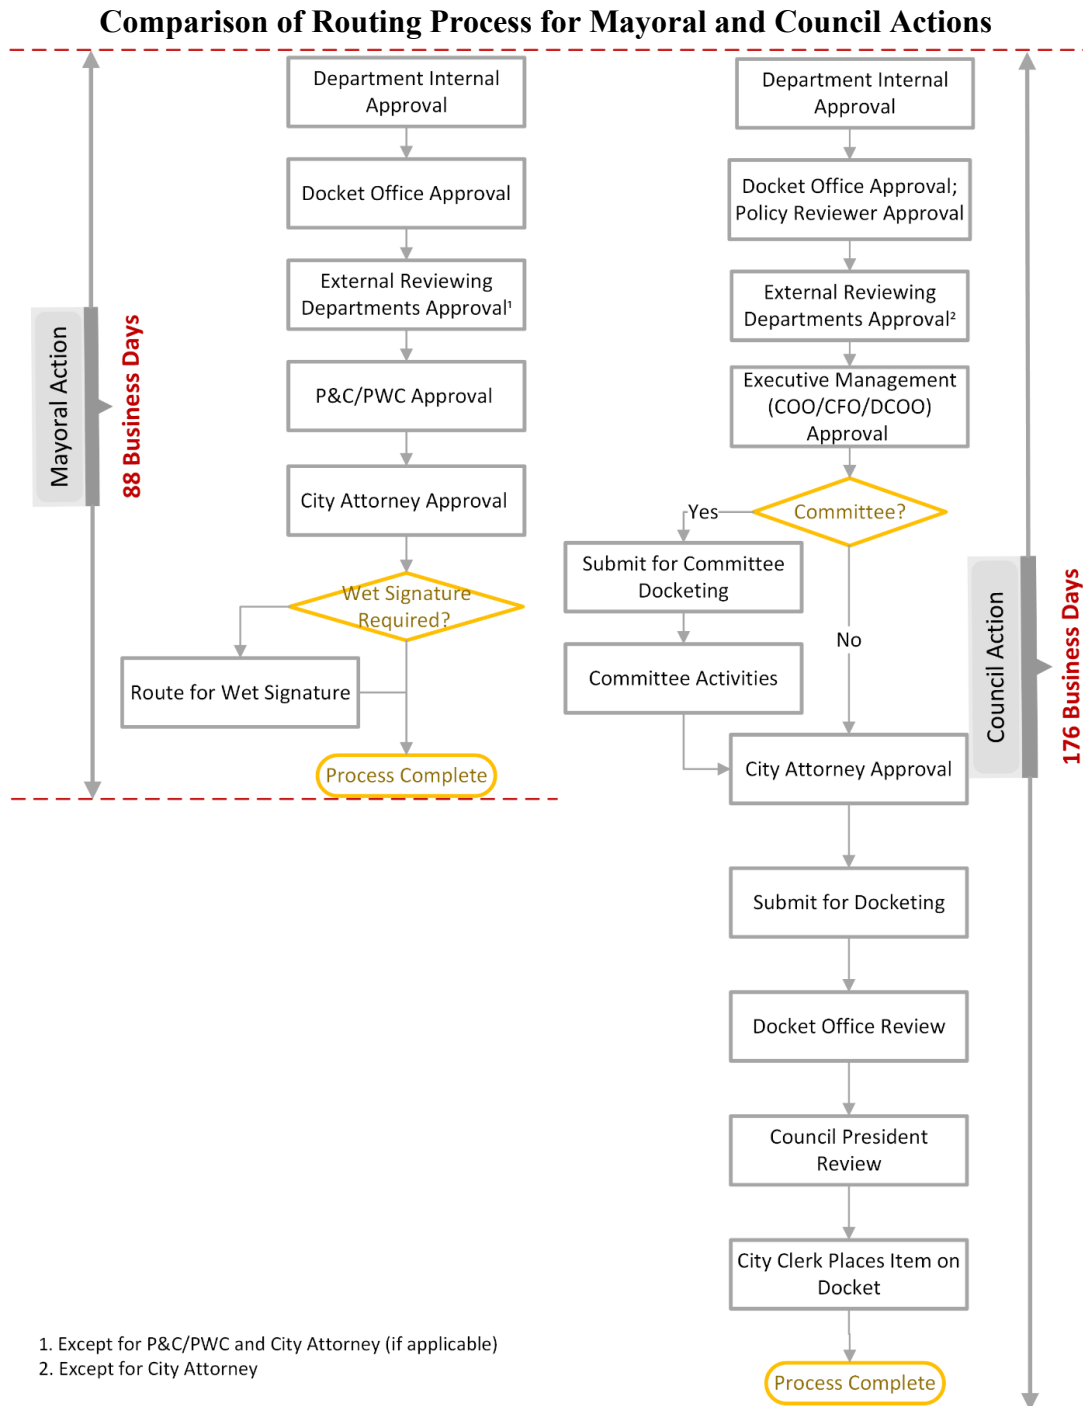 Comparison of Routing Process for Mayoral and Council Actions
Mayoral Action
88 Business Days
Department Internal
Approval
Docket Office Approval
External Reviewing
Departments Approval¹
P&C/PWC Approval
City Attorney Approval
Wet Signature
Required?
Route for Wet Signature
Process Complete
Department Internal
Approval
Docket Office Approval;
Policy Reviewer Approval
External Reviewing
Departments Approval²
Executive Management
(COO/CFO/DCOO)
Approval
Committee?
Yes
Submit for Committee
Docketing
Committee Activities
No
City Attorney Approval
Submit for Docketing
Docket Office Review
Council President
Review
City Clerk Places Item on
Docket
Process Complete
Council Action
176 Business Days
1. Except for P&C/PWC and City Attorney (if applicable)
2. Except for City Attorney